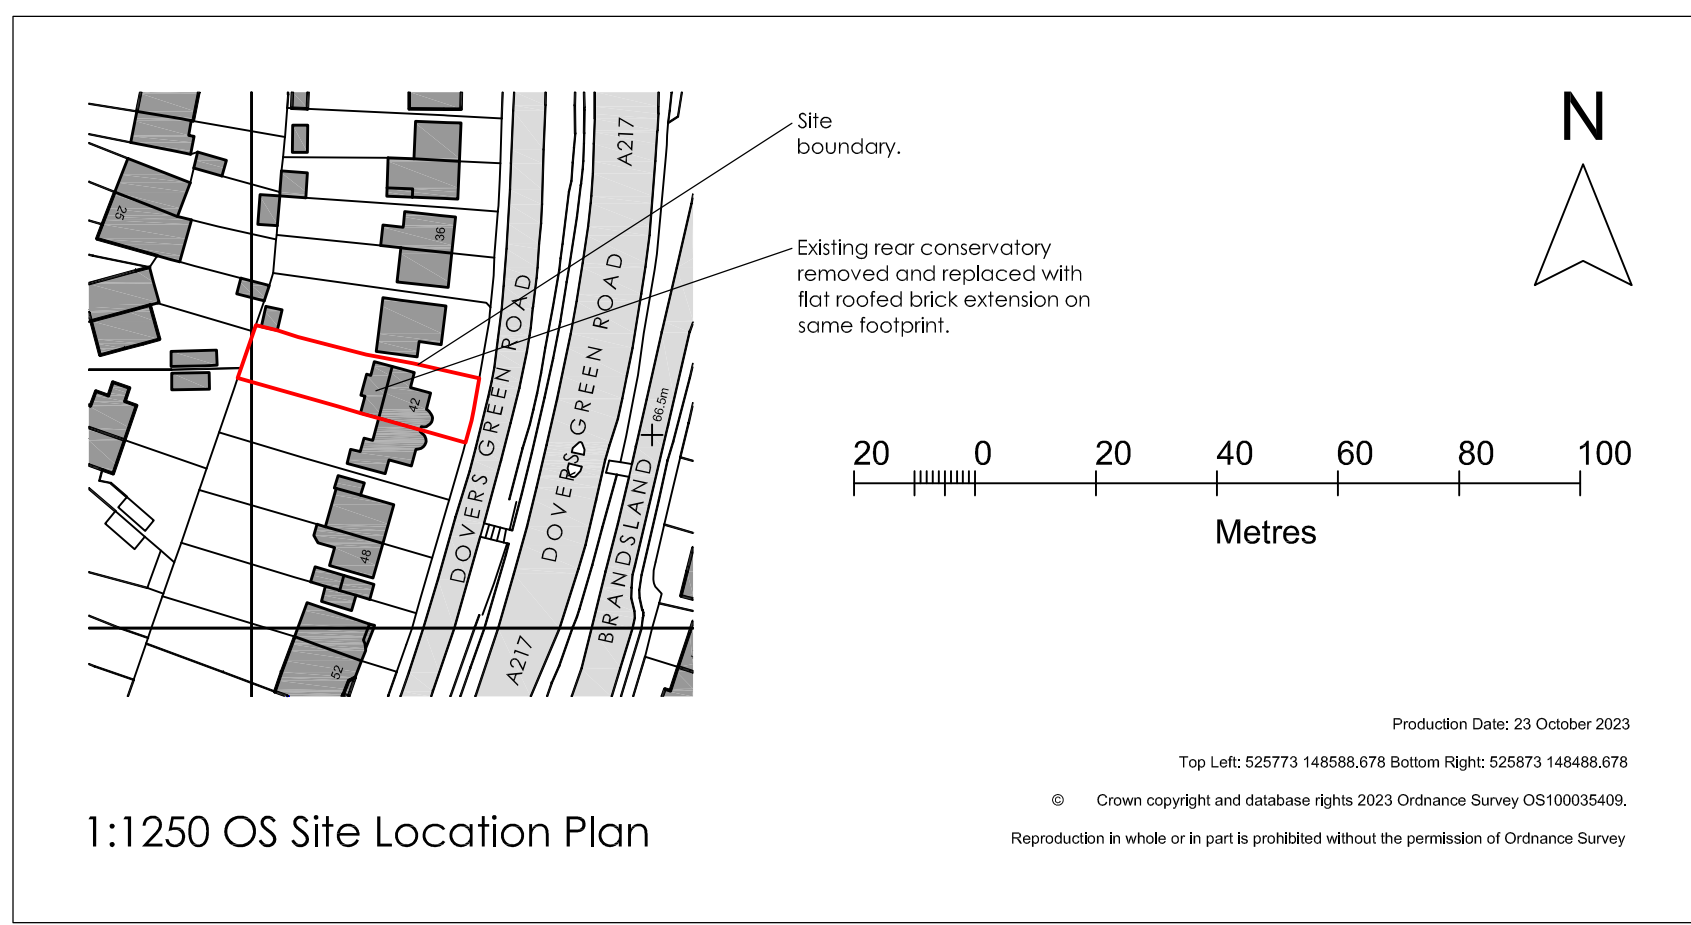 Site
boundary.
Existing rear conservatory
removed and replaced with
flat roofed brick extension on
same footprint.
N
25
36
42
48
52
A217
A217
DOVERS GREEN ROAD
DOVERS GREEN ROAD
BRANDSLAND
66.5m
20 0 20 40 60 80 100
Metres
Production Date: 23 October 2023
Top Left: 525773 148588.678 Bottom Right: 525873 148488.678
© Crown copyright and database rights 2023 Ordnance Survey OS100035409.
Reproduction in whole or in part is prohibited without the permission of Ordnance Survey
1:1250 OS Site Location Plan